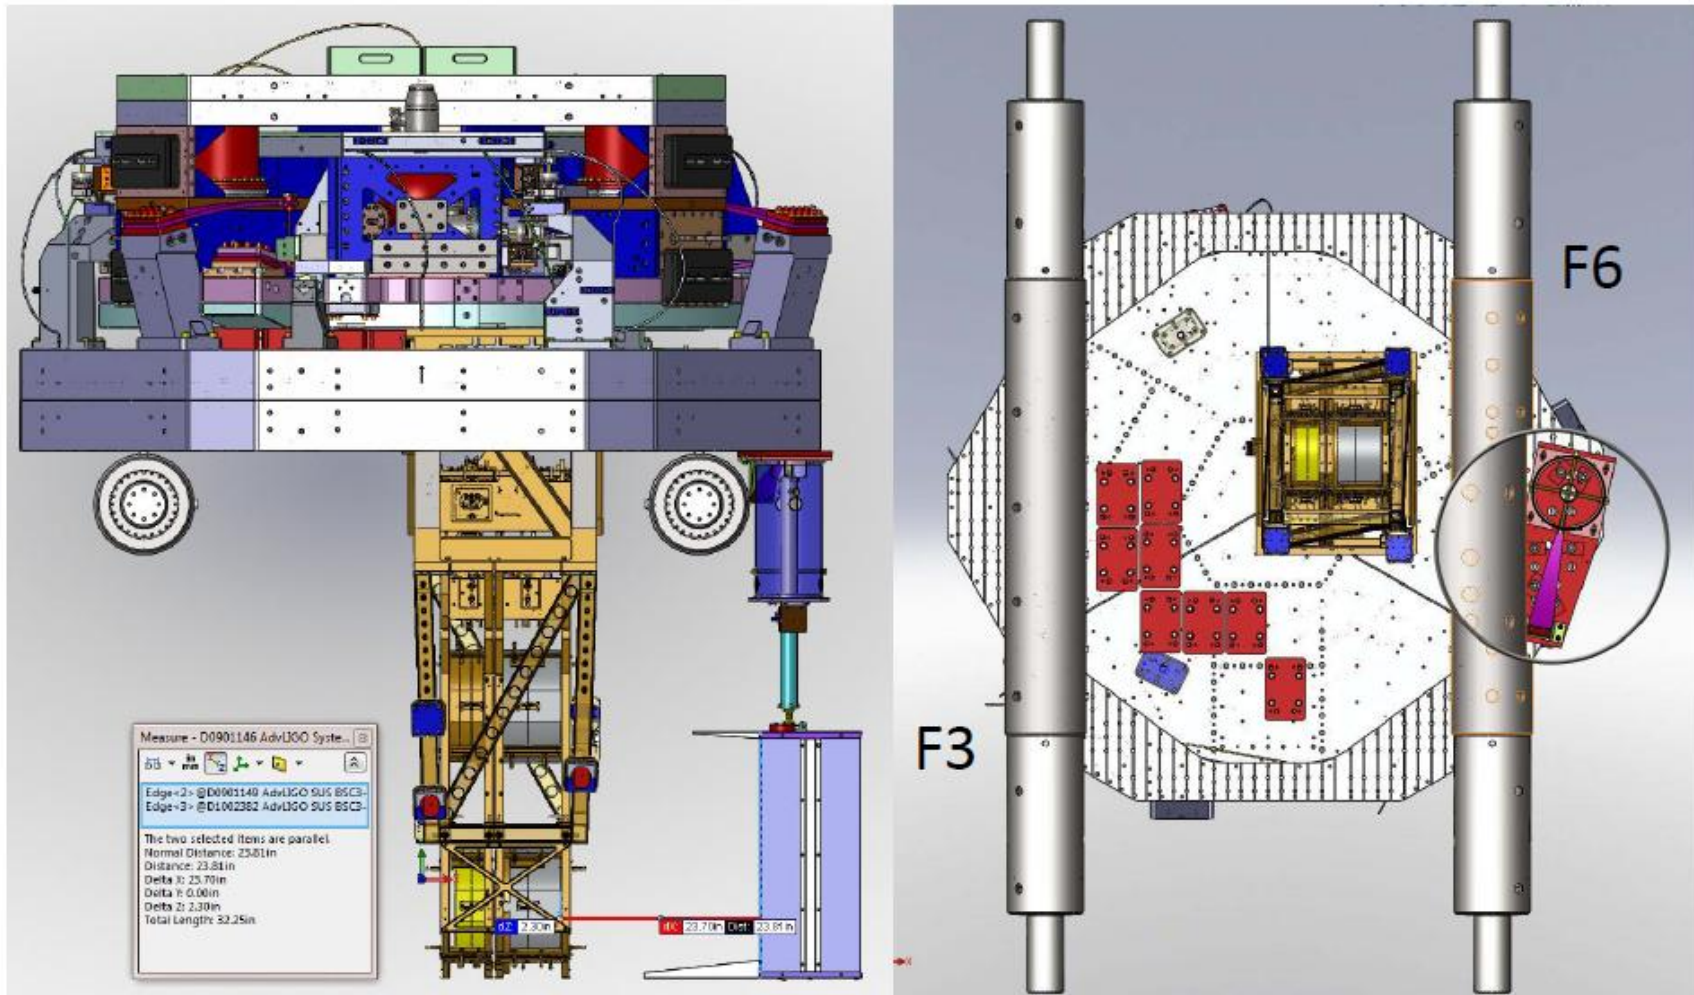 F6
F3
Measure - D0901146 AdvLIGO Syste...
Edge<2> @D0901149 AdvLIGO SUS BSC3-
Edge<3> @D1002382 AdvLIGO SUS BSC3-
The two selected items are parallel.
Normal Distance: 23.81in
Distance: 23.81in
Delta X: 23.70in
Delta Y: 0.00in
Delta Z: 2.30in
Total Length: 32.25in
dZ: 2.30in
dX: 23.70in Dist: 23.81in